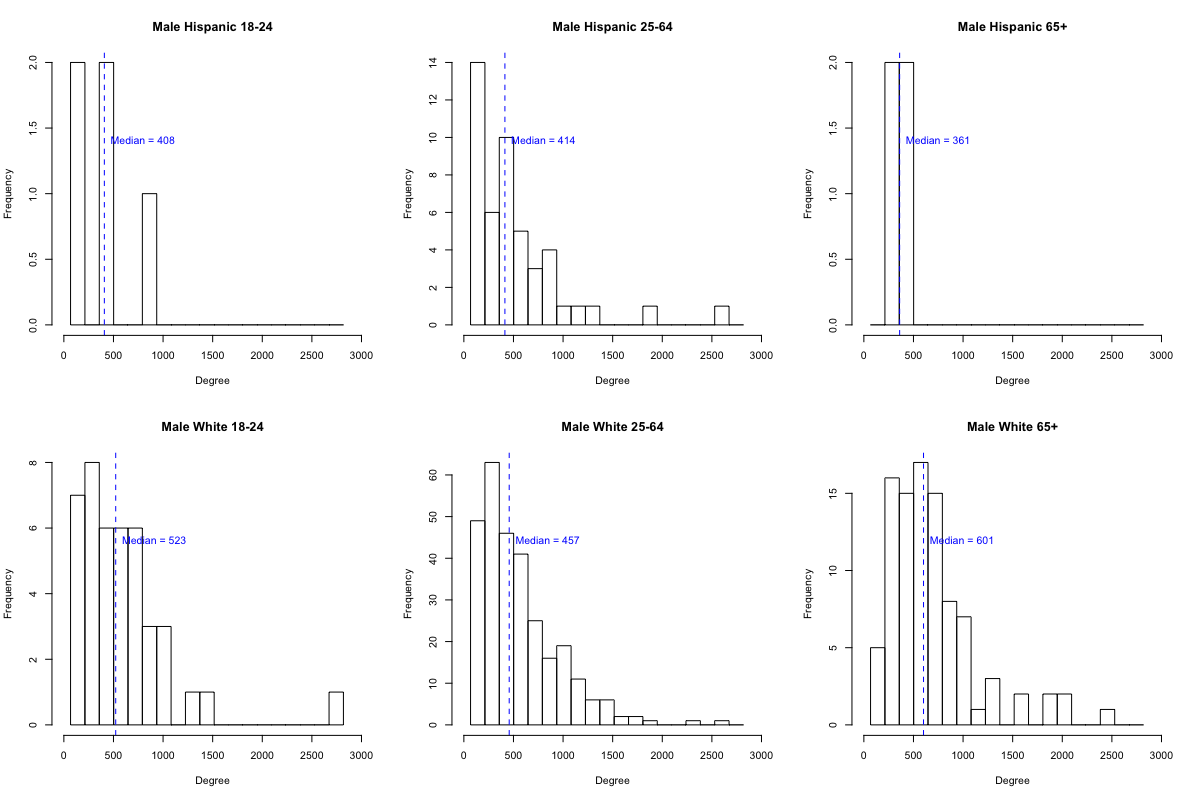 Male Hispanic 18-24
Frequency
2.0
1.5
1.0
0.5
0.0
Median = 408
0 500 1000 1500 2000 2500 3000
Degree
Male Hispanic 25-64
Frequency
14
12
10
8
6
4
2
0
Median = 414
0 500 1000 1500 2000 2500 3000
Degree
Male Hispanic 65+
Frequency
2.0
1.5
1.0
0.5
0.0
Median = 361
0 500 1000 1500 2000 2500 3000
Degree
Male White 18-24
Frequency
8
6
4
2
0
Median = 523
0 500 1000 1500 2000 2500 3000
Degree
Male White 25-64
Frequency
60
50
40
30
20
10
0
Median = 457
0 500 1000 1500 2000 2500 3000
Degree
Male White 65+
Frequency
15
10
5
0
Median = 601
0 500 1000 1500 2000 2500 3000
Degree